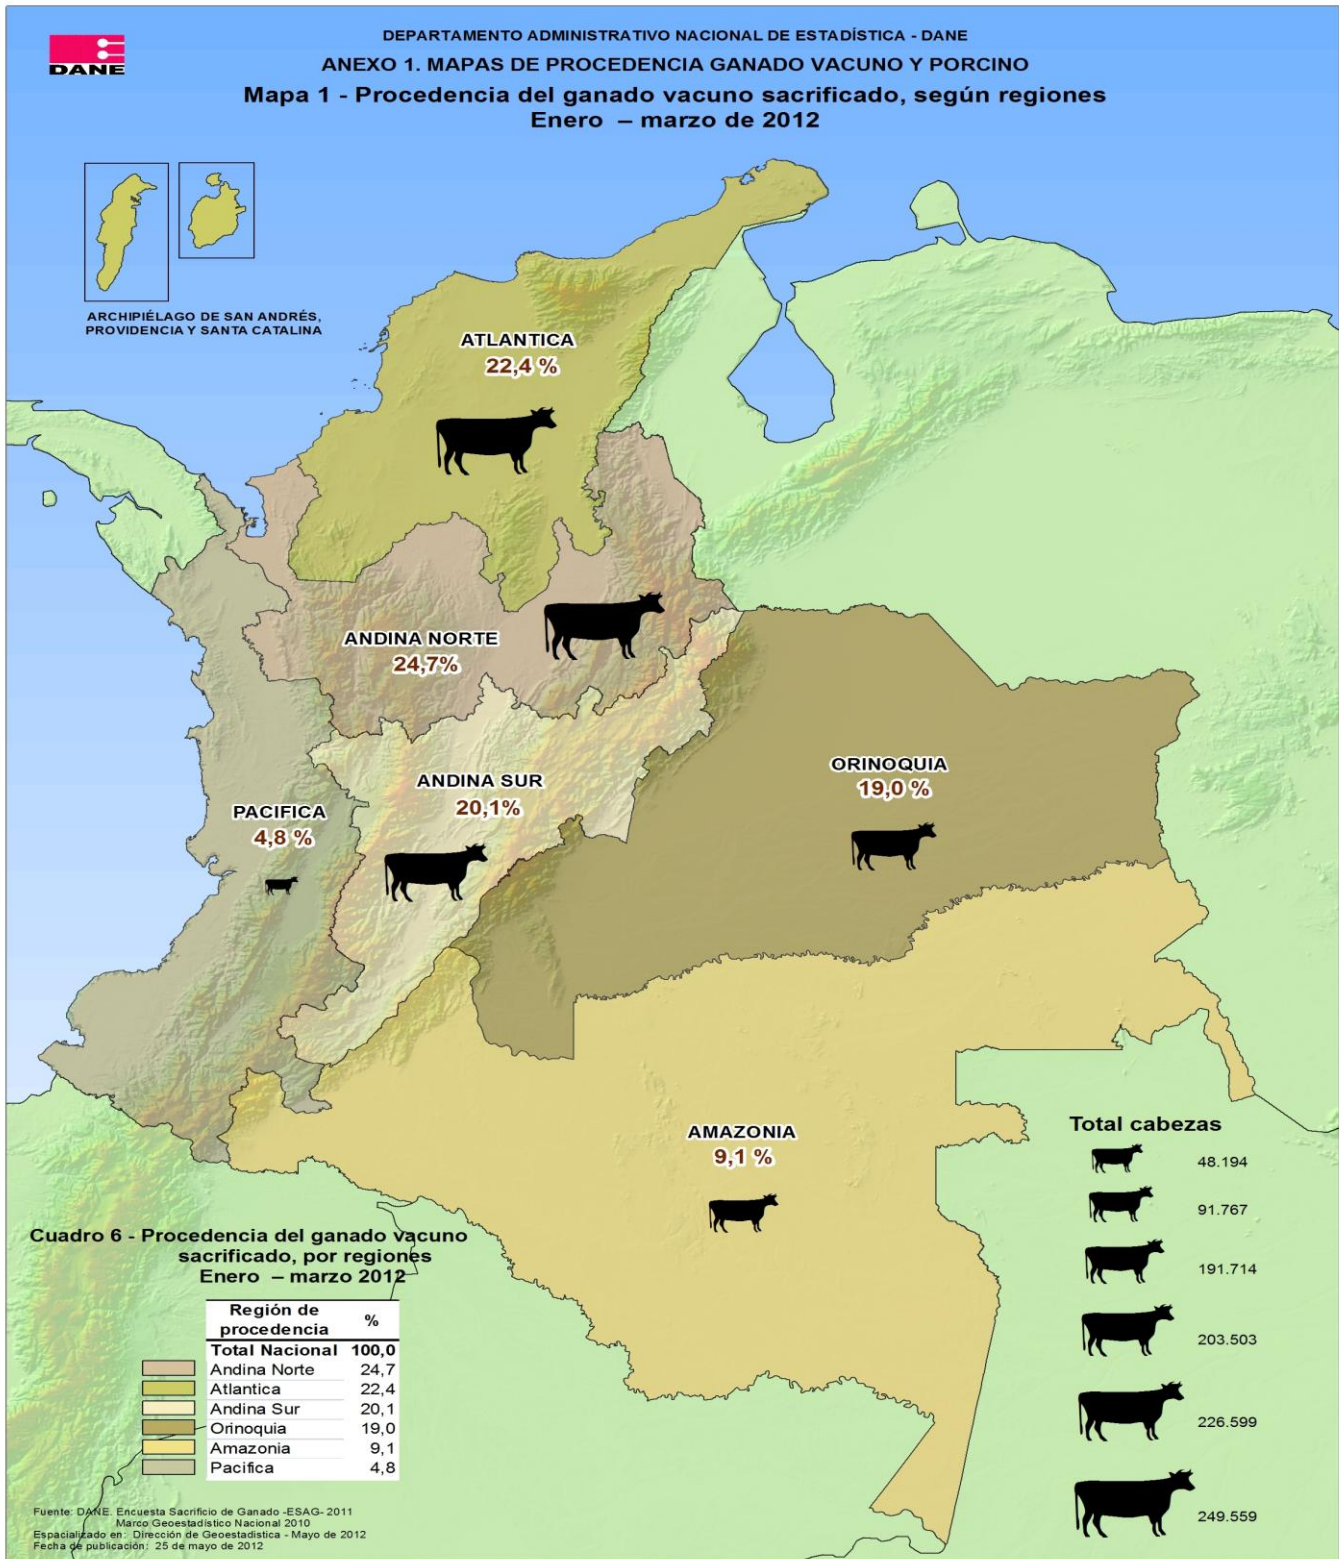 DANE
DEPARTAMENTO ADMINISTRATIVO NACIONAL DE ESTADÍSTICA - DANE
ANEXO 1. MAPAS DE PROCEDENCIA GANADO VACUNO Y PORCINO
Mapa 1 - Procedencia del ganado vacuno sacrificado, según regiones
Enero – marzo de 2012
ARCHIPIÉLAGO DE SAN ANDRÉS,
PROVIDENCIA Y SANTA CATALINA
ATLANTICA
22,4 %
ANDINA NORTE
24,7%
ANDINA SUR
20,1%
ORINOQUIA
19,0 %
PACIFICA
4,8 %
AMAZONIA
9,1 %
Total cabezas
48.194
91.767
191.714
203.503
226.599
249.559
Cuadro 6 - Procedencia del ganado vacuno
sacrificado, por regiones
Enero – marzo 2012
Región de procedencia %
Total Nacional 100,0
Andina Norte 24,7
Atlantica 22,4
Andina Sur 20,1
Orinoquia 19,0
Amazonia 9,1
Pacifica 4,8
Fuente: DANE. Encuesta Sacrificio de Ganado -ESAG- 2011
Marco Geoestadístico Nacional 2010
Espacializado en: Dirección de Geoestadistica - Mayo de 2012
Fecha de publicación: 25 de mayo de 2012